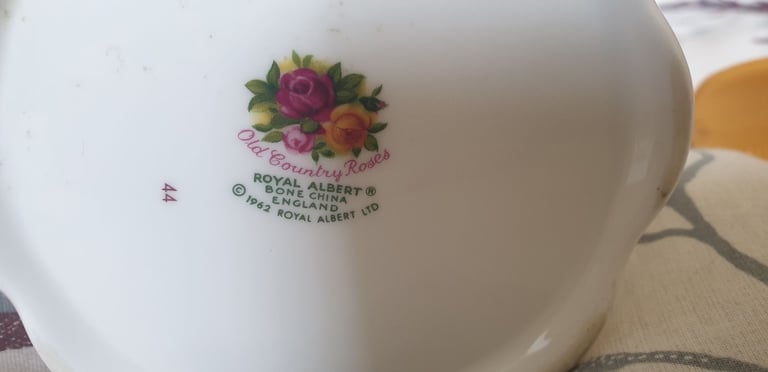 Old Country Roses
ROYAL ALBERT ®
BONE CHINA
ENGLAND
© 1962 ROYAL ALBERT LTD
44